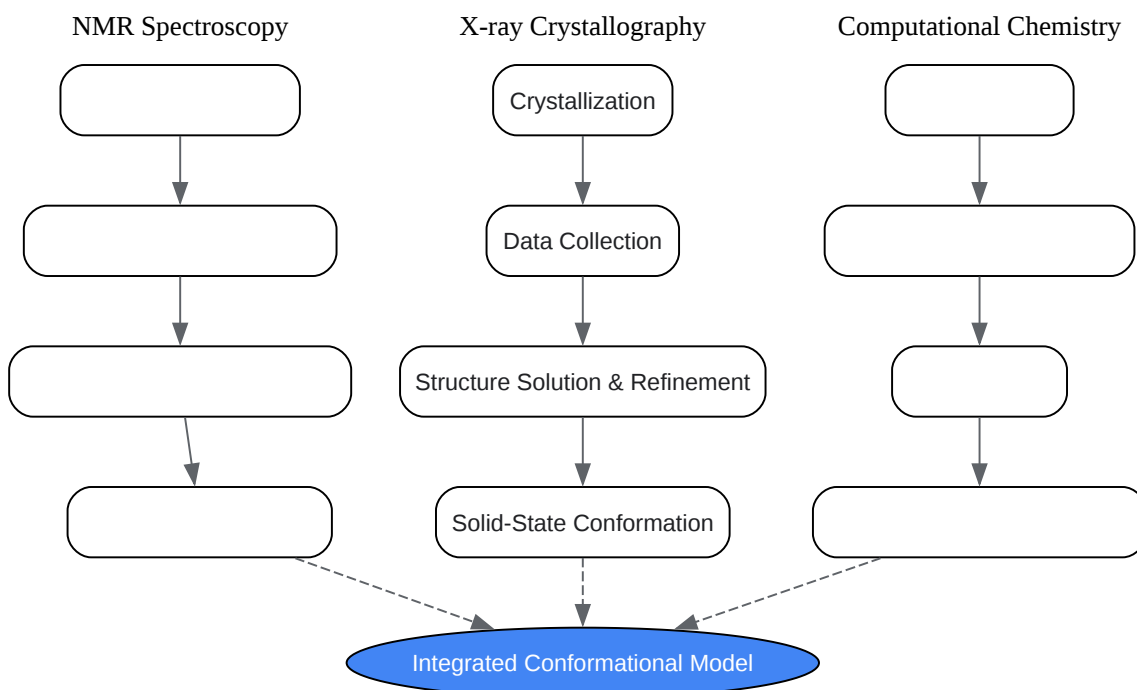 NMR Spectroscopy
X-ray Crystallography
Computational Chemistry
Crystallization
Data Collection
Structure Solution & Refinement
Solid-State Conformation
Integrated Conformational Model